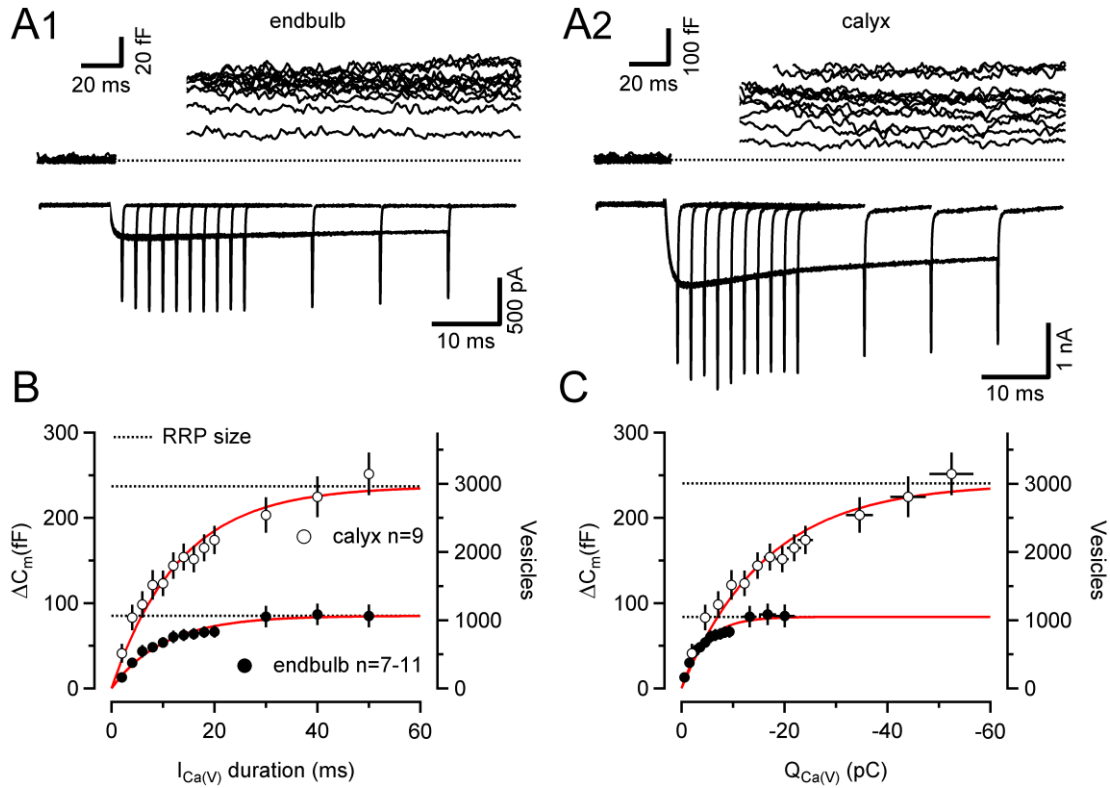 A1
endbulb
20 fF
20 ms
500 pA
10 ms
A2
calyx
100 fF
20 ms
1 nA
10 ms
B
RRP size
calyx n=9
endbulb n=7-11
ΔCm(fF)
300
200
100
0
Vesicles
3000
2000
1000
0
0 20 40 60
ICa(V) duration (ms)
C
ΔCm(fF)
300
200
100
0
Vesicles
3000
2000
1000
0
0 -20 -40 -60
QCa(V) (pC)